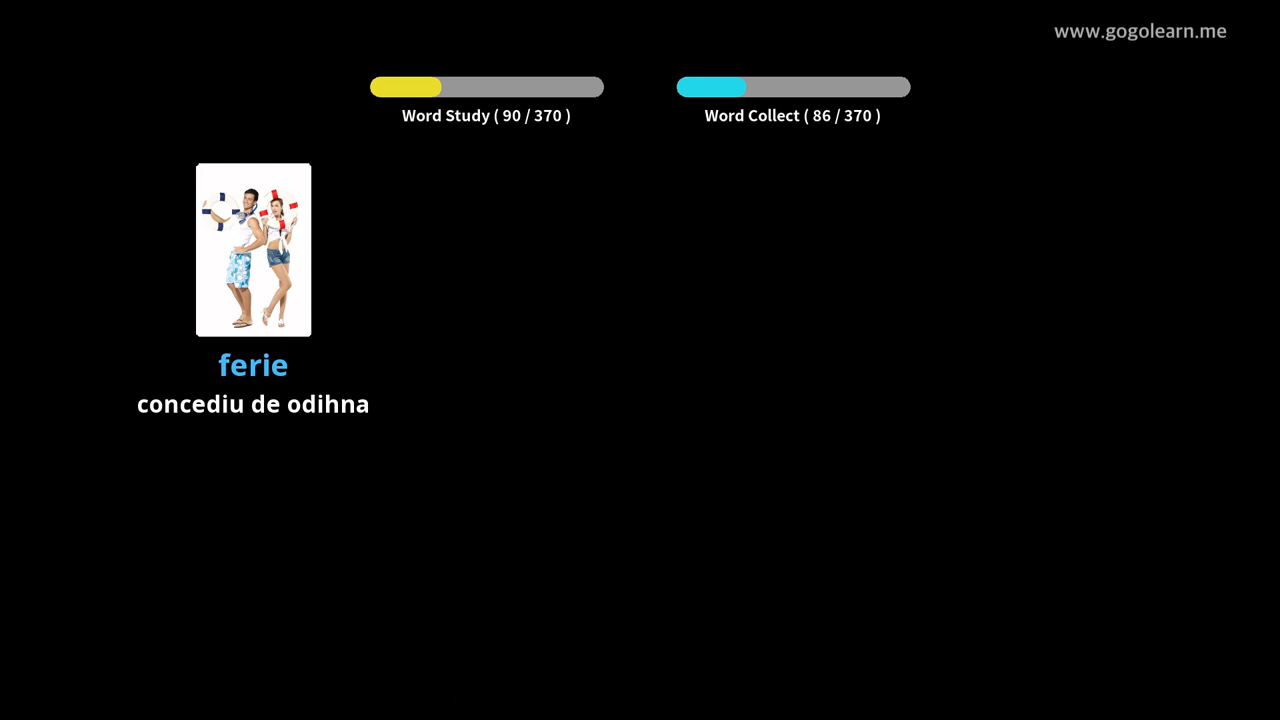 www.gogolearn.me
Word Study ( 90 / 370 )
Word Collect ( 86 / 370 )
ferie
concediu de odihna